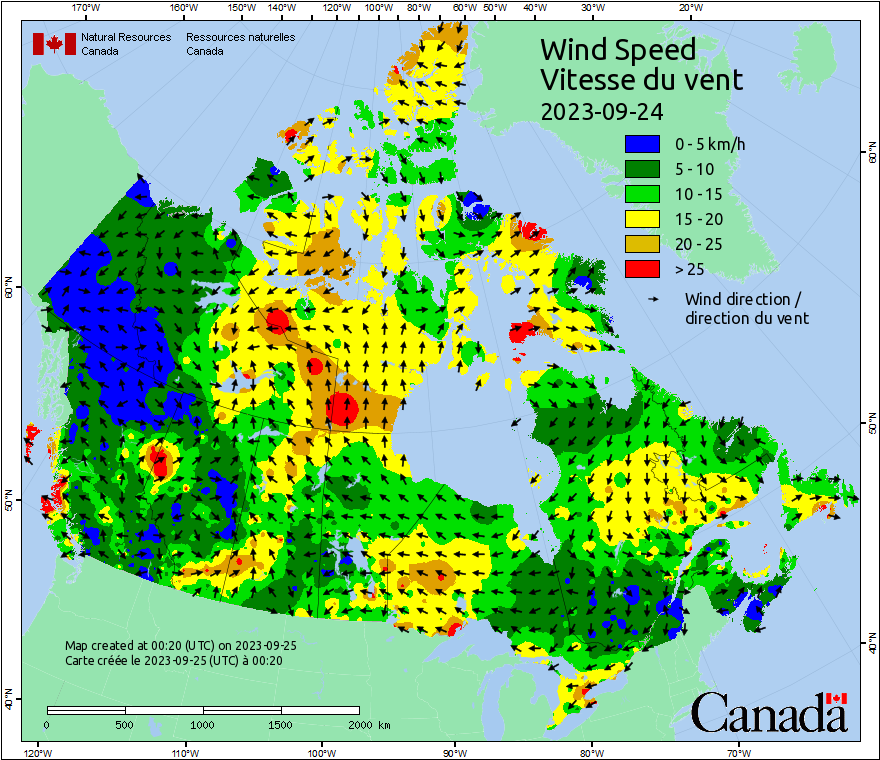 170°W 160°W 150°W 140°W 120°W 100°W 80°W 60°W 50°W 40°W 30°W 20°W
Natural Resources Ressources naturelles
Canada Canada
Wind Speed
Vitesse du vent
2023-09-24
0 - 5 km/h
5 - 10
10 - 15
15 - 20
20 - 25
> 25
Wind direction /
direction du vent
60°N
60°N
50°N
50°N
40°N
40°N
Map created at 00:20 (UTC) on 2023-09-25
Carte créée le 2023-09-25 (UTC) à 00:20
0 500 1000 1500 2000 km
Canada
120°W 110°W 100°W 90°W 80°W 70°W